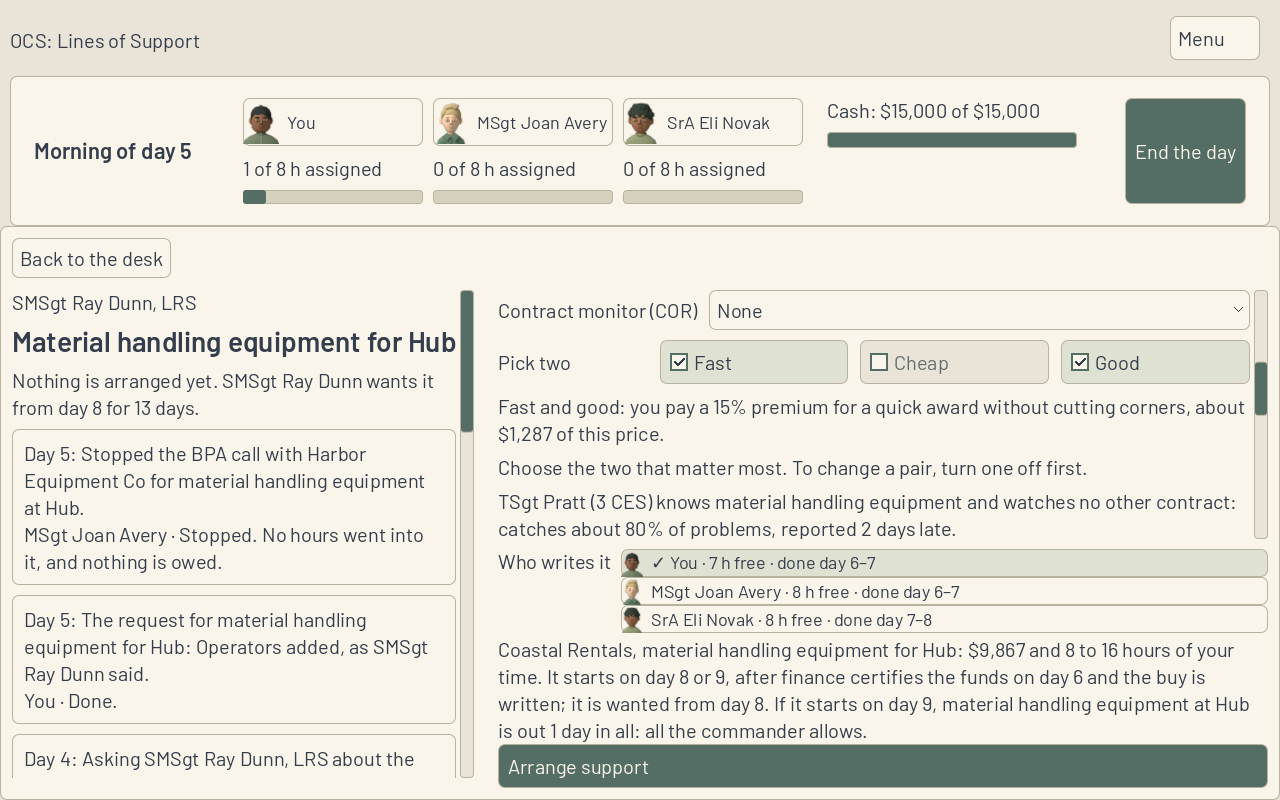 OCS: Lines of Support
Menu
Morning of day 5
You
1 of 8 h assigned
MSgt Joan Avery
0 of 8 h assigned
SrA Eli Novak
0 of 8 h assigned
Cash: $15,000 of $15,000
End the day
Back to the desk
SMSgt Ray Dunn, LRS
Material handling equipment for Hub
Nothing is arranged yet. SMSgt Ray Dunn wants it
from day 8 for 13 days.
Day 5: Stopped the BPA call with Harbor
Equipment Co for material handling equipment
at Hub.
MSgt Joan Avery · Stopped. No hours went into
it, and nothing is owed.
Day 5: The request for material handling
equipment for Hub: Operators added, as SMSgt
Ray Dunn said.
You · Done.
Day 4: Asking SMSgt Ray Dunn, LRS about the
Contract monitor (COR)
None
Pick two
Fast
Cheap
Good
Fast and good: you pay a 15% premium for a quick award without cutting corners, about
$1,287 of this price.
Choose the two that matter most. To change a pair, turn one off first.
TSgt Pratt (3 CES) knows material handling equipment and watches no other contract:
catches about 80% of problems, reported 2 days late.
Who writes it
✓ You · 7 h free · done day 6–7
MSgt Joan Avery · 8 h free · done day 6–7
SrA Eli Novak · 8 h free · done day 7–8
Coastal Rentals, material handling equipment for Hub: $9,867 and 8 to 16 hours of your
time. It starts on day 8 or 9, after finance certifies the funds on day 6 and the buy is
written; it is wanted from day 8. If it starts on day 9, material handling equipment at Hub
is out 1 day in all: all the commander allows.
Arrange support